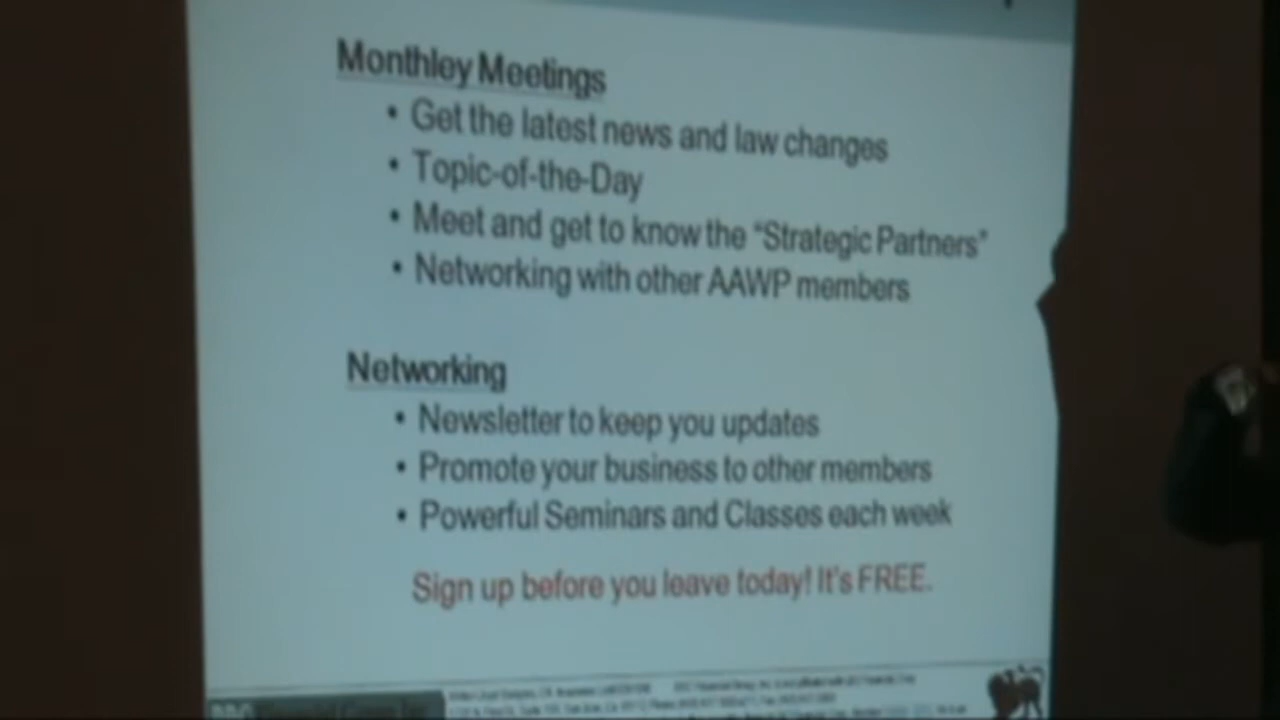 Monthley Meetings
• Get the latest news and law changes
• Topic-of-the-Day
• Meet and get to know the "Strategic Partners"
• Networking with other AAWP members
Networking
• Newsletter to keep you updates
• Promote your business to other members
• Powerful Seminars and Classes each week
Sign up before you leave today! It's FREE.